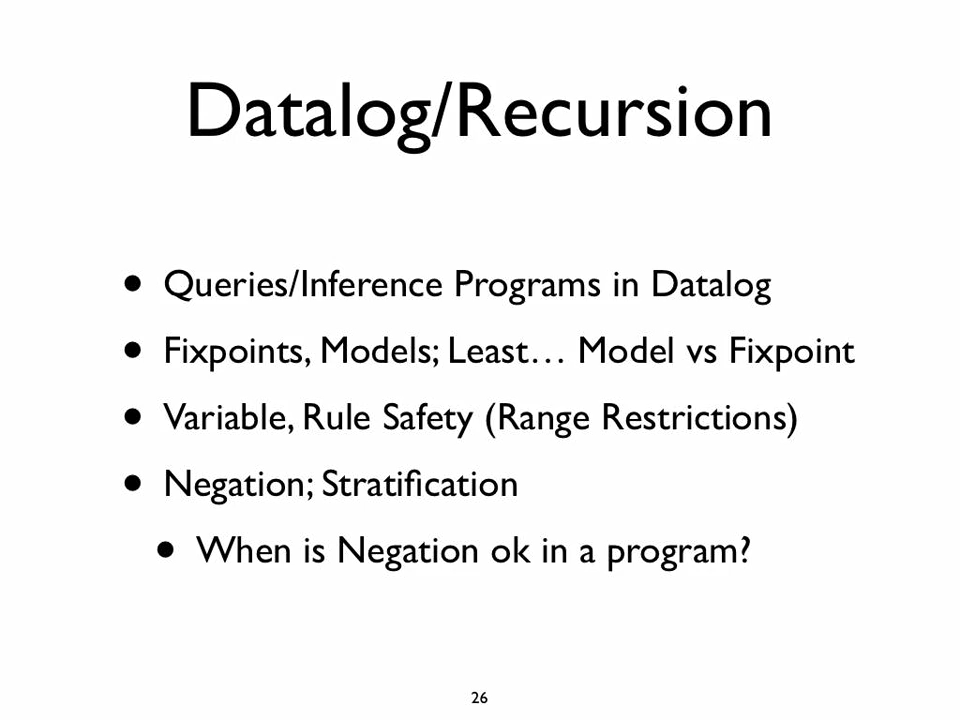 Datalog/Recursion
• Queries/Inference Programs in Datalog
• Fixpoints, Models; Least… Model vs Fixpoint
• Variable, Rule Safety (Range Restrictions)
• Negation; Stratification
• When is Negation ok in a program?
26